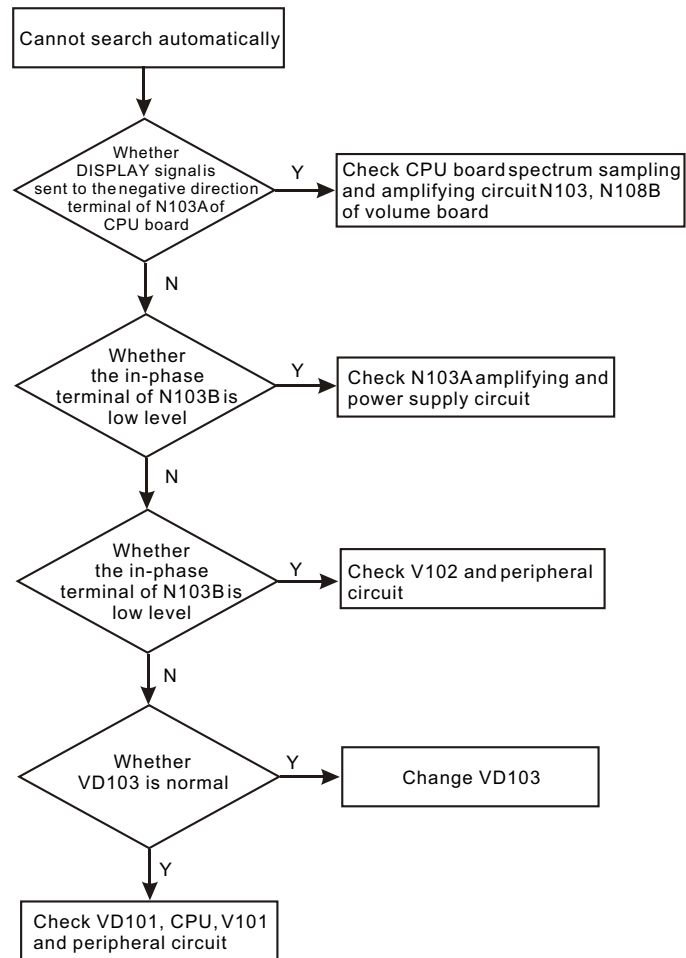 Cannot search automatically
Whether
DISPLAY signal is
sent to the negative direction
terminal of N103A of
CPU board
Y
Check CPU board spectrum sampling
and amplifying circuit N103, N108B
of volume board
N
Whether
the in-phase
terminal of N103B is
low level
Y
Check N103A amplifying and
power supply circuit
N
Whether
the in-phase
terminal of N103B is
low level
Y
Check V102 and peripheral
circuit
N
Whether
VD103 is normal
Y
Change VD103
Y
Check VD101, CPU, V101
and peripheral circuit